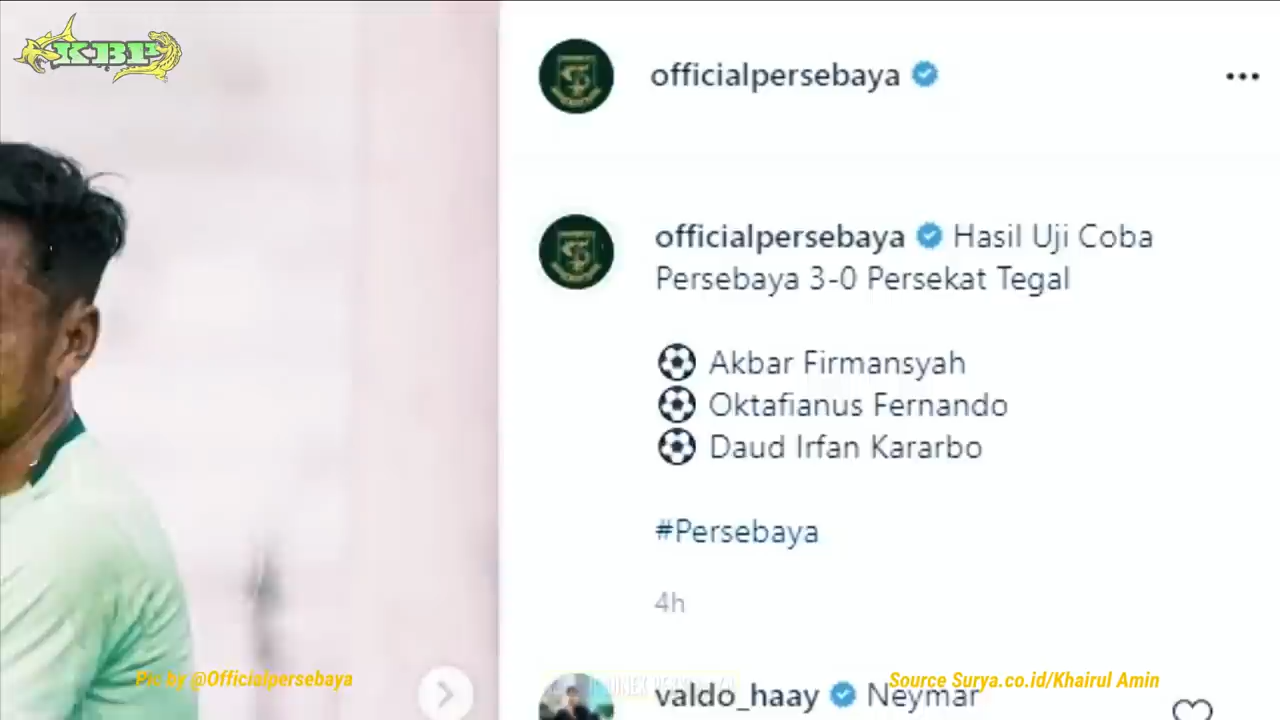 KBP
officialpersebaya
officialpersebaya Hasil Uji Coba
Persebaya 3-0 Persekat Tegal
Akbar Firmansyah
Oktafianus Fernando
Daud Irfan Kararbo
#Persebaya
4h
Pic by @Officialpersebaya
Source Surya.co.id/Khairul Amin
valdo_haay Neymar